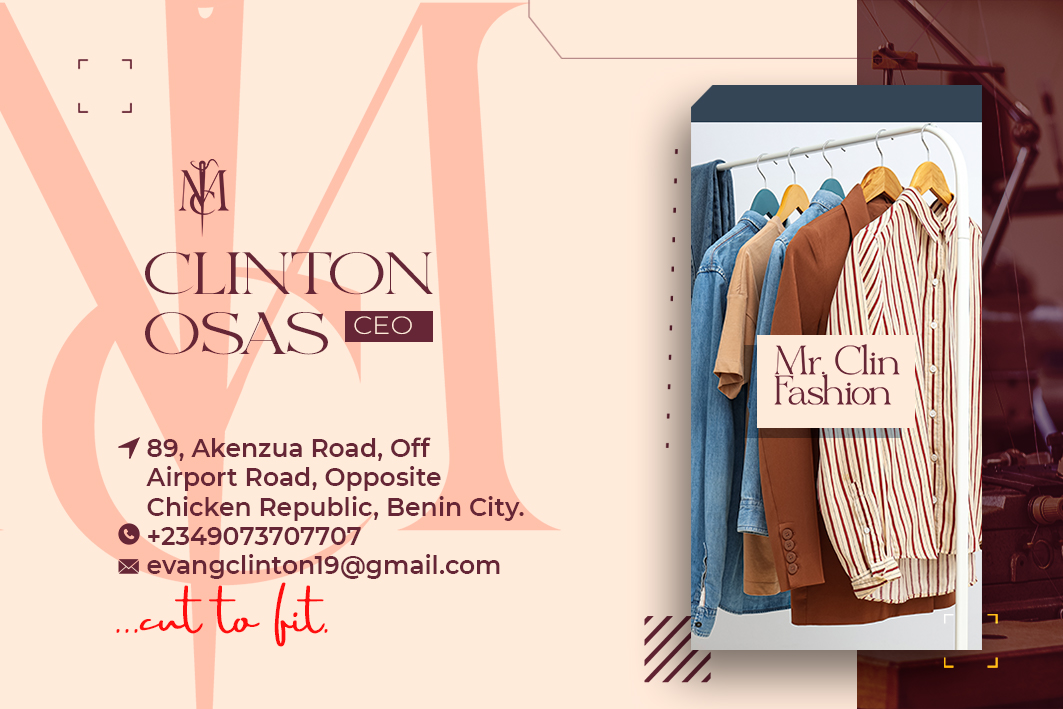 CLINTON
OSAS CEO
89, Akenzua Road, Off
Airport Road, Opposite
Chicken Republic, Benin City.
+2349073707707
evangclinton19@gmail.com
...cut to fit.
Mr. Clin
Fashion